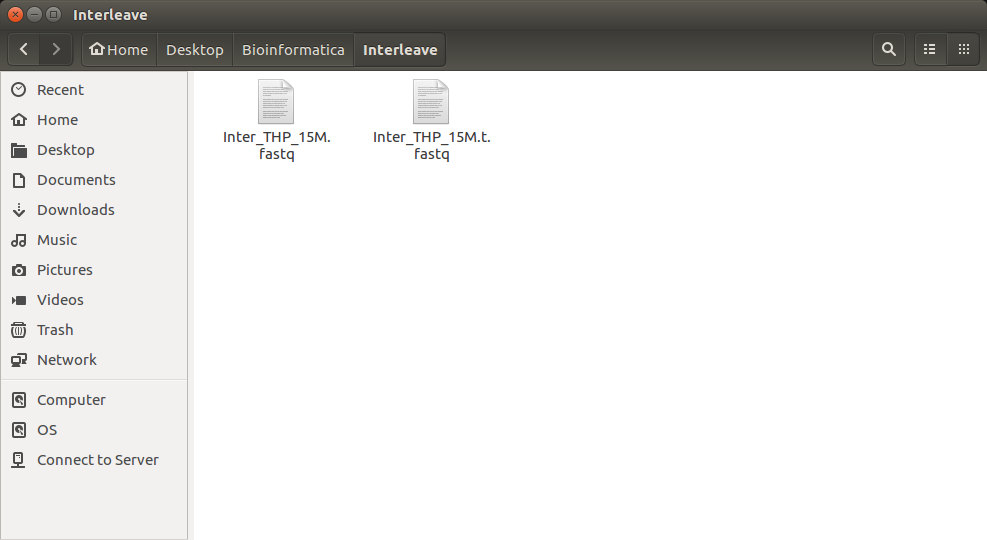 Interleave
Home Desktop Bioinformatica Interleave
Recent
Home
Desktop
Documents
Downloads
Music
Pictures
Videos
Trash
Network
Computer
OS
Connect to Server
Inter_THP_15M.
fastq
Inter_THP_15M.t.
fastq